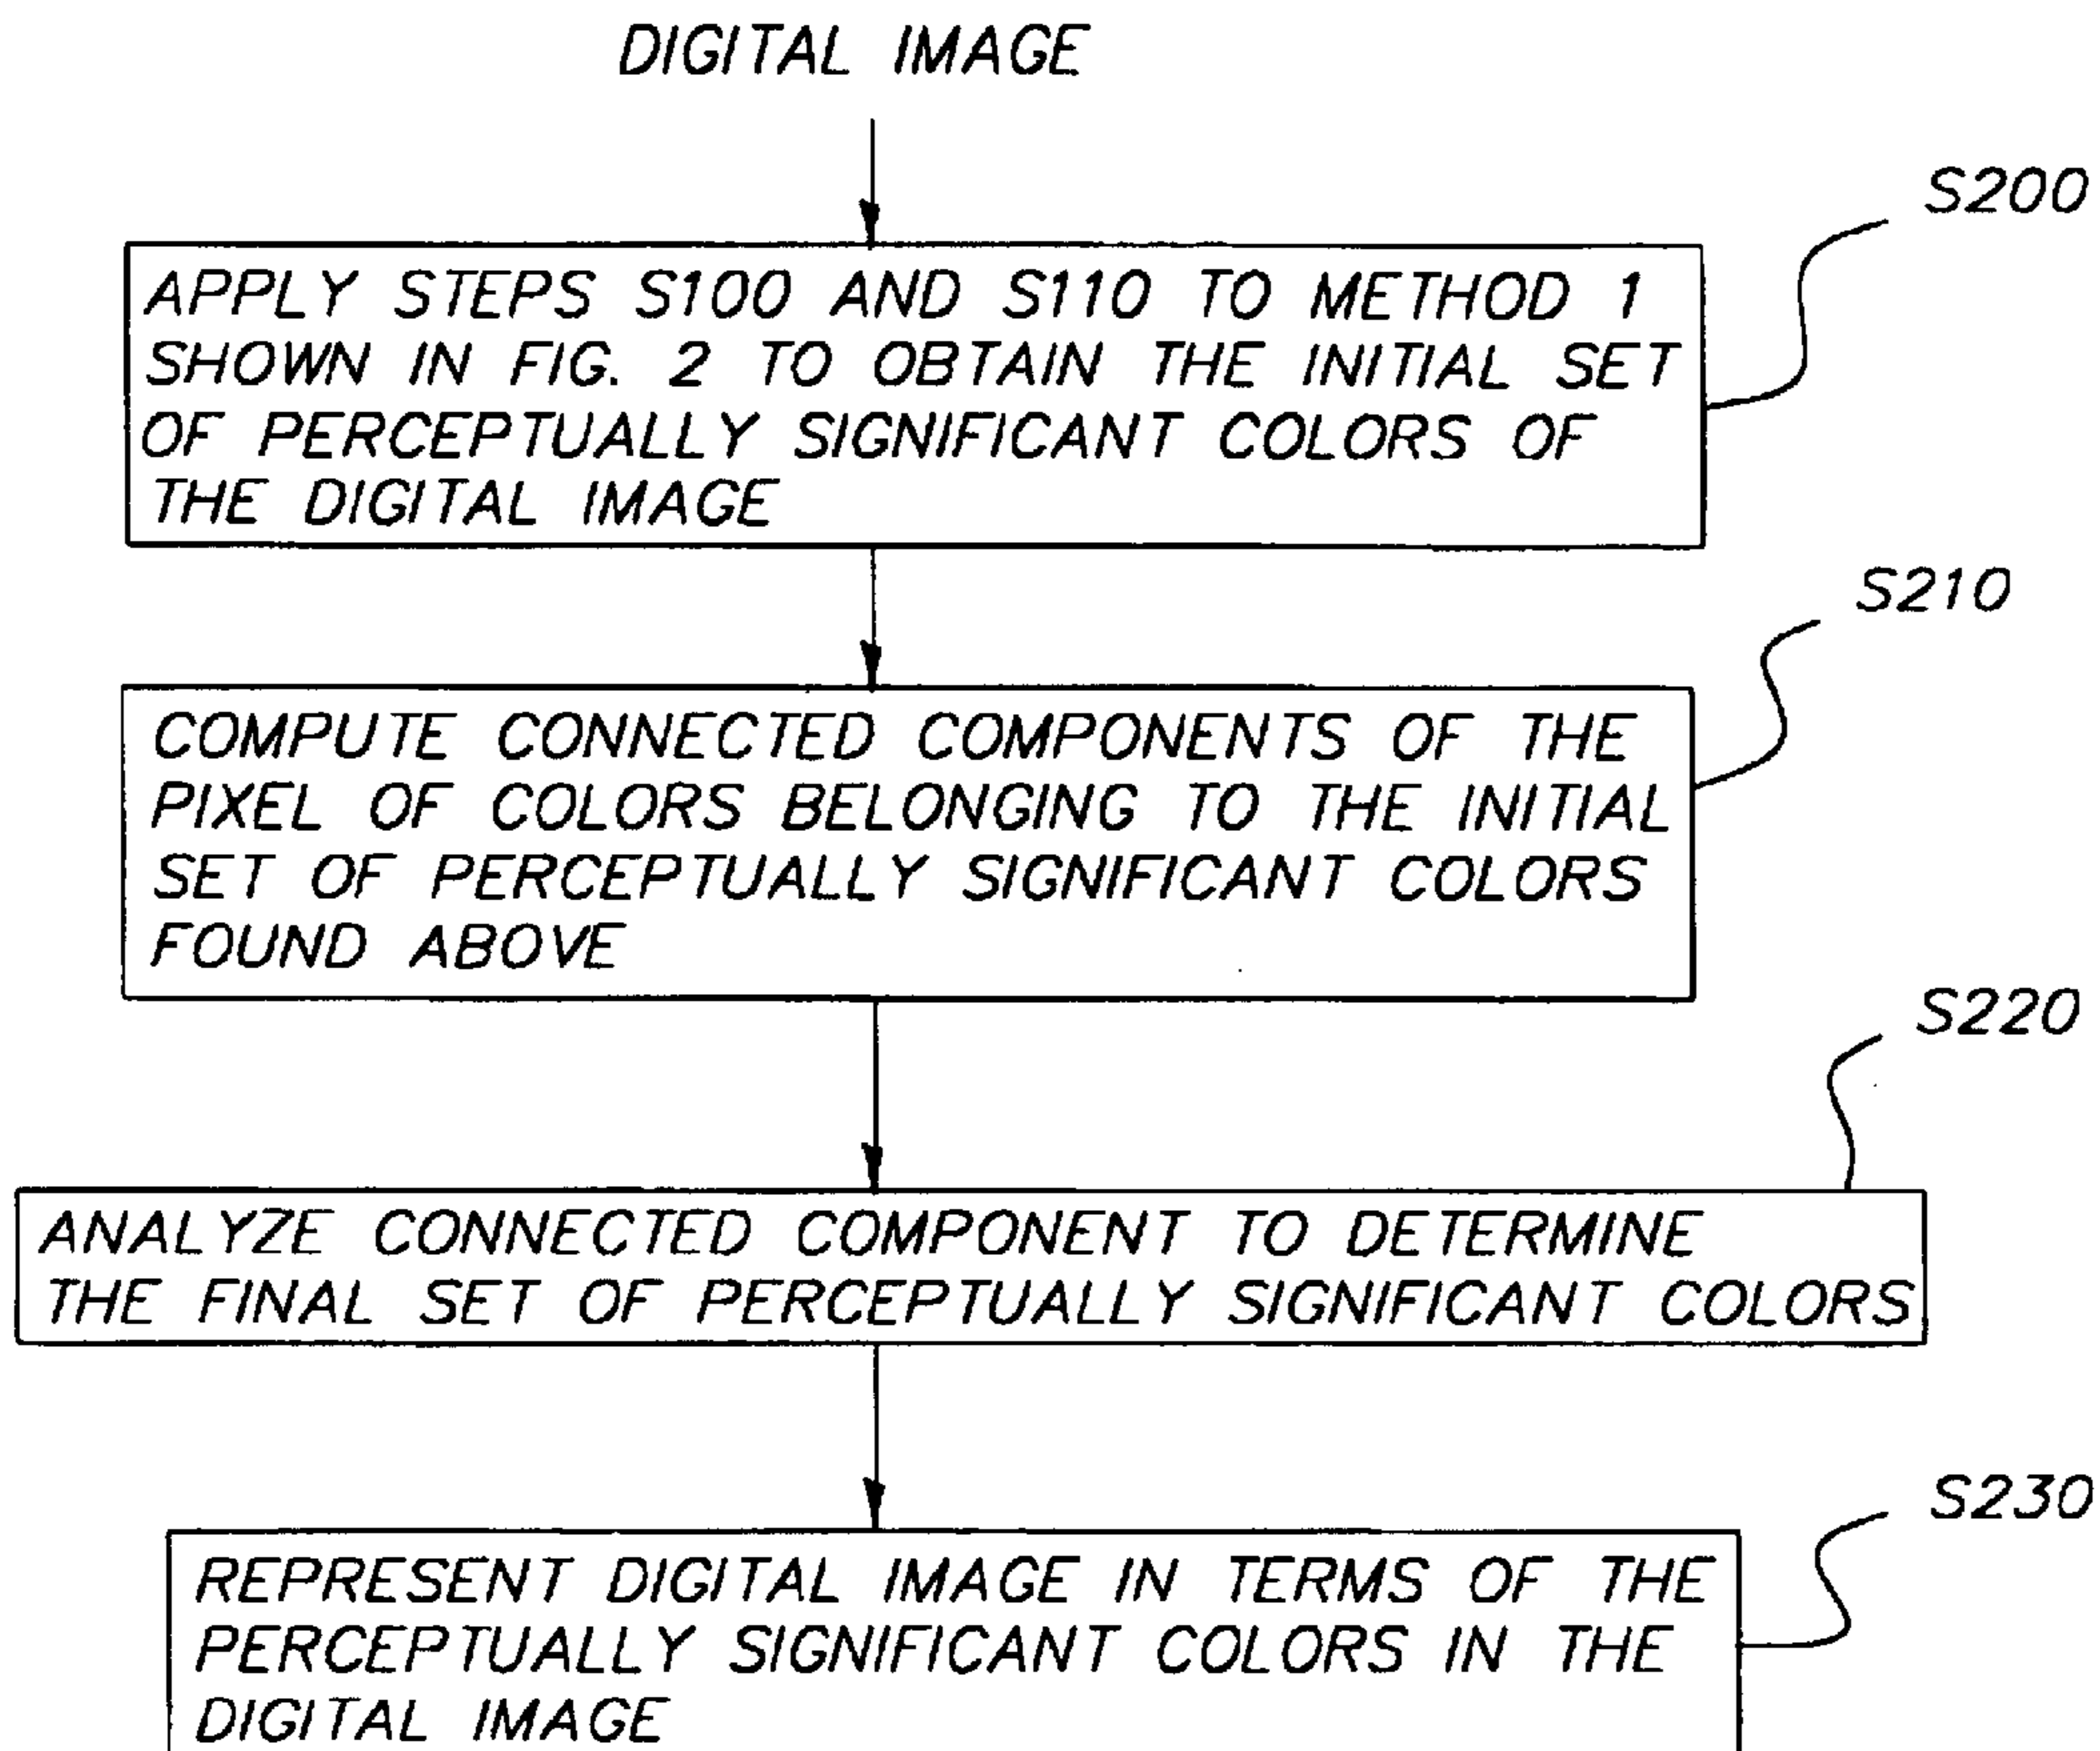 DIGITAL IMAGE
S200
APPLY STEPS S100 AND S110 TO METHOD 1
SHOWN IN FIG. 2 TO OBTAIN THE INITIAL SET
OF PERCEPTUALLY SIGNIFICANT COLORS OF
THE DIGITAL IMAGE
S210
COMPUTE CONNECTED COMPONENTS OF THE
PIXEL OF COLORS BELONGING TO THE INITIAL
SET OF PERCEPTUALLY SIGNIFICANT COLORS
FOUND ABOVE
S220
ANALYZE CONNECTED COMPONENT TO DETERMINE
THE FINAL SET OF PERCEPTUALLY SIGNIFICANT COLORS
S230
REPRESENT DIGITAL IMAGE IN TERMS OF THE
PERCEPTUALLY SIGNIFICANT COLORS IN THE
DIGITAL IMAGE